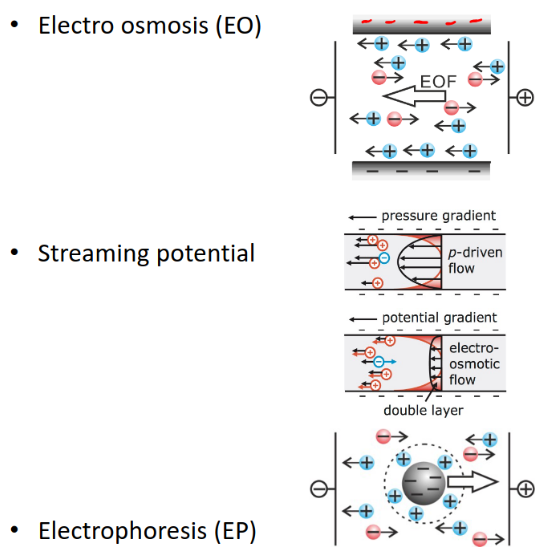 • Electro osmosis (EO)
EOF
• Streaming potential
pressure gradient
p-driven
flow
potential gradient
electro-
osmotic
flow
double layer
• Electrophoresis (EP)